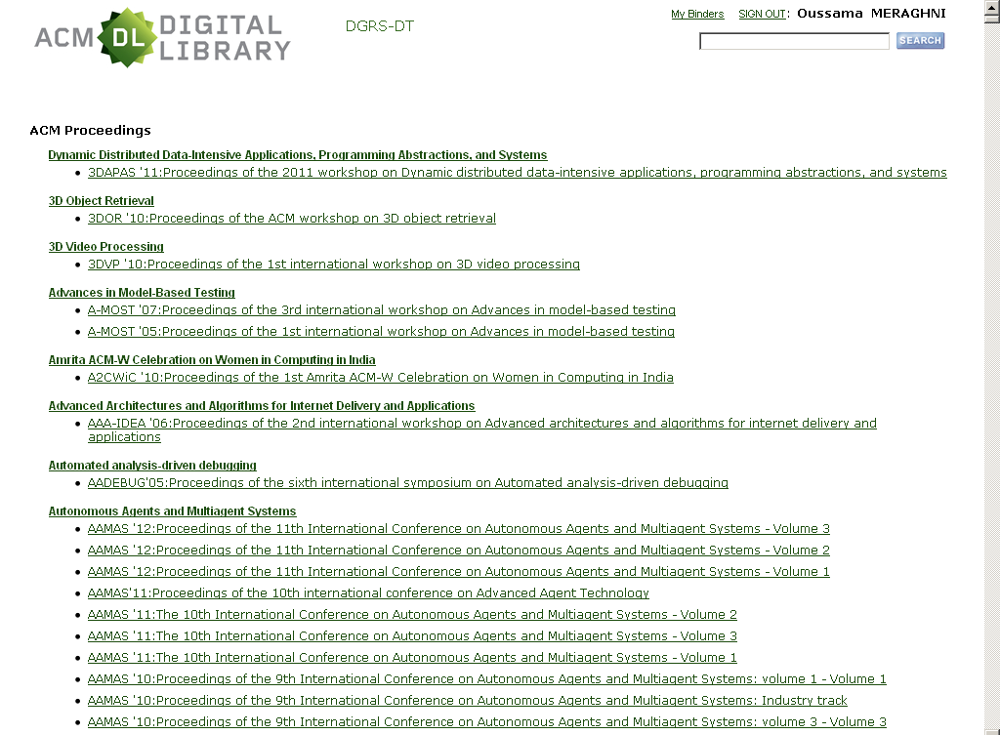 ACM DL DIGITAL LIBRARY
DGRS-DT
My Binders SIGN OUT: Oussama MERAGHNI
SEARCH
ACM Proceedings
Dynamic Distributed Data-Intensive Applications, Programming Abstractions, and Systems
3DAPAS '11:Proceedings of the 2011 workshop on Dynamic distributed data-intensive applications, programming abstractions, and systems
3D Object Retrieval
3DOR '10:Proceedings of the ACM workshop on 3D object retrieval
3D Video Processing
3DVP '10:Proceedings of the 1st international workshop on 3D video processing
Advances in Model-Based Testing
A-MOST '07:Proceedings of the 3rd international workshop on Advances in model-based testing
A-MOST '05:Proceedings of the 1st international workshop on Advances in model-based testing
Amrita ACM-W Celebration on Women in Computing in India
A2CWiC '10:Proceedings of the 1st Amrita ACM-W Celebration on Women in Computing in India
Advanced Architectures and Algorithms for Internet Delivery and Applications
AAA-IDEA '06:Proceedings of the 2nd international workshop on Advanced architectures and algorithms for internet delivery and
applications
Automated analysis-driven debugging
AADEBUG'05:Proceedings of the sixth international symposium on Automated analysis-driven debugging
Autonomous Agents and Multiagent Systems
AAMAS '12:Proceedings of the 11th International Conference on Autonomous Agents and Multiagent Systems - Volume 3
AAMAS '12:Proceedings of the 11th International Conference on Autonomous Agents and Multiagent Systems - Volume 2
AAMAS '12:Proceedings of the 11th International Conference on Autonomous Agents and Multiagent Systems - Volume 1
AAMAS'11:Proceedings of the 10th international conference on Advanced Agent Technology
AAMAS '11:The 10th International Conference on Autonomous Agents and Multiagent Systems - Volume 2
AAMAS '11:The 10th International Conference on Autonomous Agents and Multiagent Systems - Volume 3
AAMAS '11:The 10th International Conference on Autonomous Agents and Multiagent Systems - Volume 1
AAMAS '10:Proceedings of the 9th International Conference on Autonomous Agents and Multiagent Systems: volume 1 - Volume 1
AAMAS '10:Proceedings of the 9th International Conference on Autonomous Agents and Multiagent Systems: Industry track
AAMAS '10:Proceedings of the 9th International Conference on Autonomous Agents and Multiagent Systems: volume 3 - Volume 3